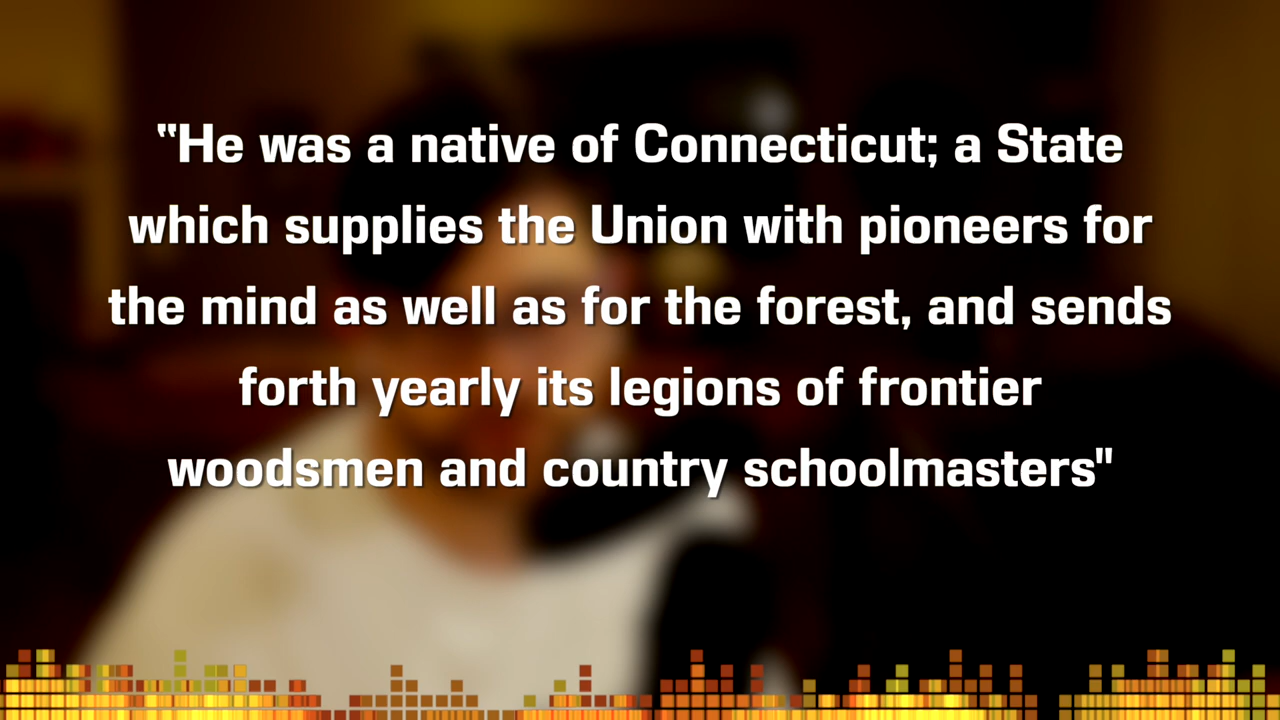 "He was a native of Connecticut; a State
which supplies the Union with pioneers for
the mind as well as for the forest, and sends
forth yearly its legions of frontier
woodsmen and country schoolmasters"